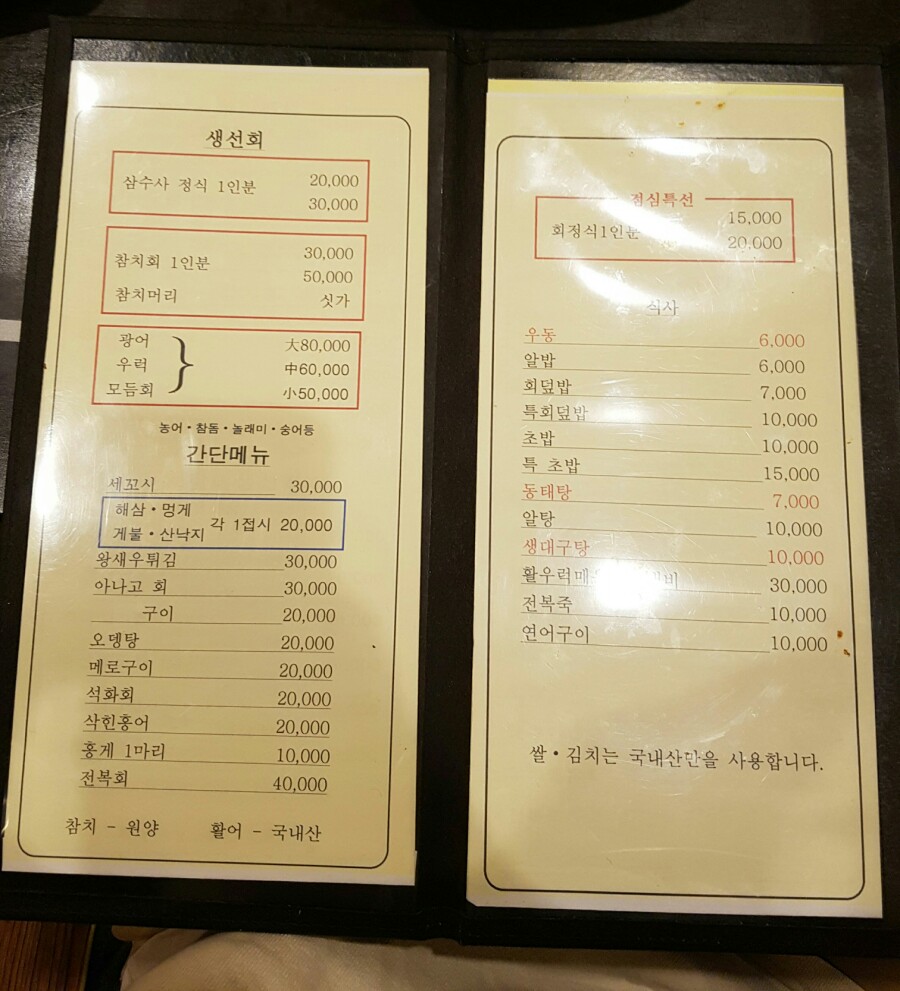 생선회
삼수사 정식 1인분 20,000
30,000
참치회 1인분 30,000
50,000
참치머리 싯가
광어 大80,000
우럭 } 中60,000
모듬회 小50,000
농어・참돔・놀래미・숭어등
간단메뉴
세꼬시 30,000
해삼・멍게
게불・산낙지 각 1접시 20,000
왕새우튀김 30,000
아나고 회 30,000
구이 20,000
오뎅탕 20,000
메로구이 20,000
석화회 20,000
삭힌홍어 20,000
홍게 1마리 10,000
전복회 40,000
참치 - 원양 활어 - 국내산
점심특선
회정식1인분 15,000
20,000
식사
우동 6,000
알밥 6,000
회덮밥 7,000
특회덮밥 10,000
초밥 10,000
특 초밥 15,000
동태탕 7,000
알탕 10,000
생대구탕 10,000
30,000
전복죽 10,000
연어구이 10,000
쌀・김치는 국내산만을 사용합니다.